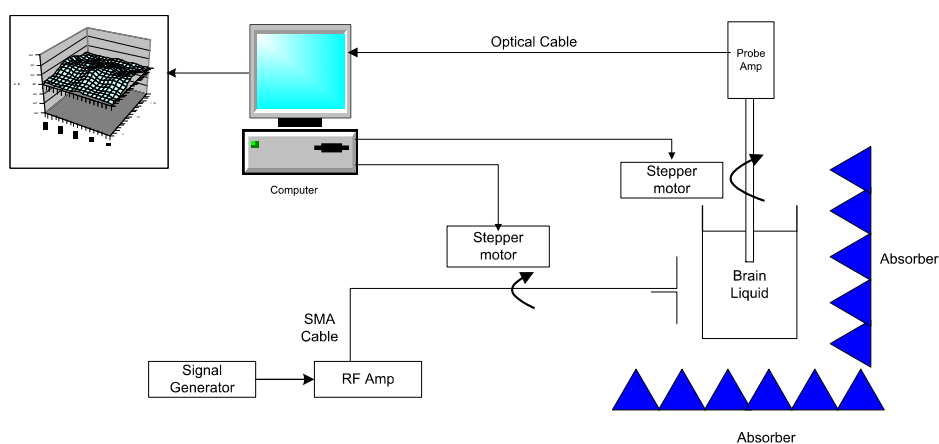 Optical Cable
Probe
Amp
Computer
Stepper
motor
Stepper
motor
Absorber
Brain
Liquid
SMA
Cable
Signal
Generator
RF Amp
Absorber